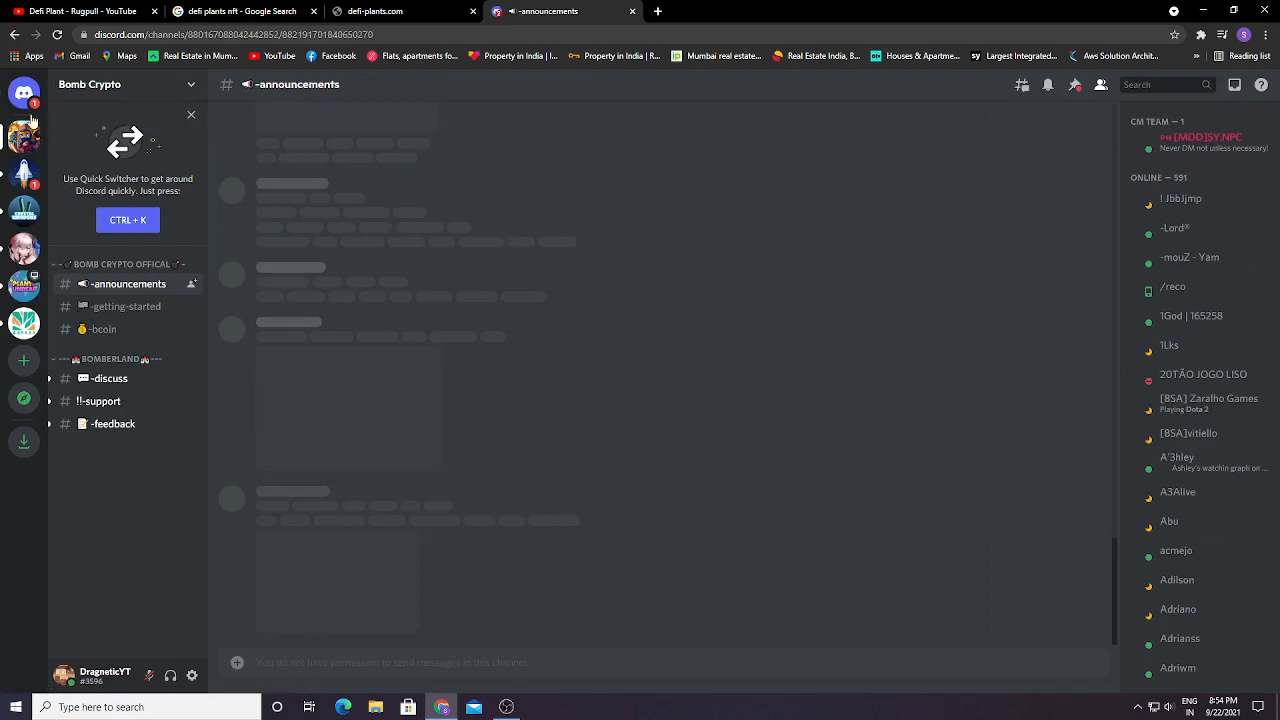 Defi Plant - Rugpull - YouTube
defi plants nft - Google Search
defi-plants.com
-announcements
discord.com/channels/880167088042442852/882191701840650270
S
Apps
Gmail
Maps
Real Estate in Mum...
YouTube
Facebook
Flats, apartments fo...
Property in India |...
Property in India, R...
Mumbai real estate...
Real Estate India, B...
Business for sale in...
Largest Integrated...
Aws Solution Archit...
Reading list
Bomb Crypto
-announcements
Search
Use Quick Switcher to get around
Discord quickly. Just press:
CTRL + K
BOMB CRYPTO OFFICAL
-announcements
-getting-started
-bcoin
--- BOMBERLAND ---
-discuss
-support
-feedback
DragneticYT
#3596
You do not have permission to send messages in this channel.
CM TEAM — 1
[MOD]SY.NPC
Never DM not unless necessary!
ONLINE — 591
! JbbJjmp
-Lord®
-mouZ - Yam
/reco
1God | 165258
1Lks
20TÃO JOGO LISO
[BSA] Zaralho Games
Playing Dota 2
[BSA]vitiello
A'3hley
Ashley's watchin graph on ...
A3Alive
Abu
acmejo
Adilson
Adriano
Adrianss
Adriwm
Type here to search
ENG
IN
8:54 PM
9/22/2021